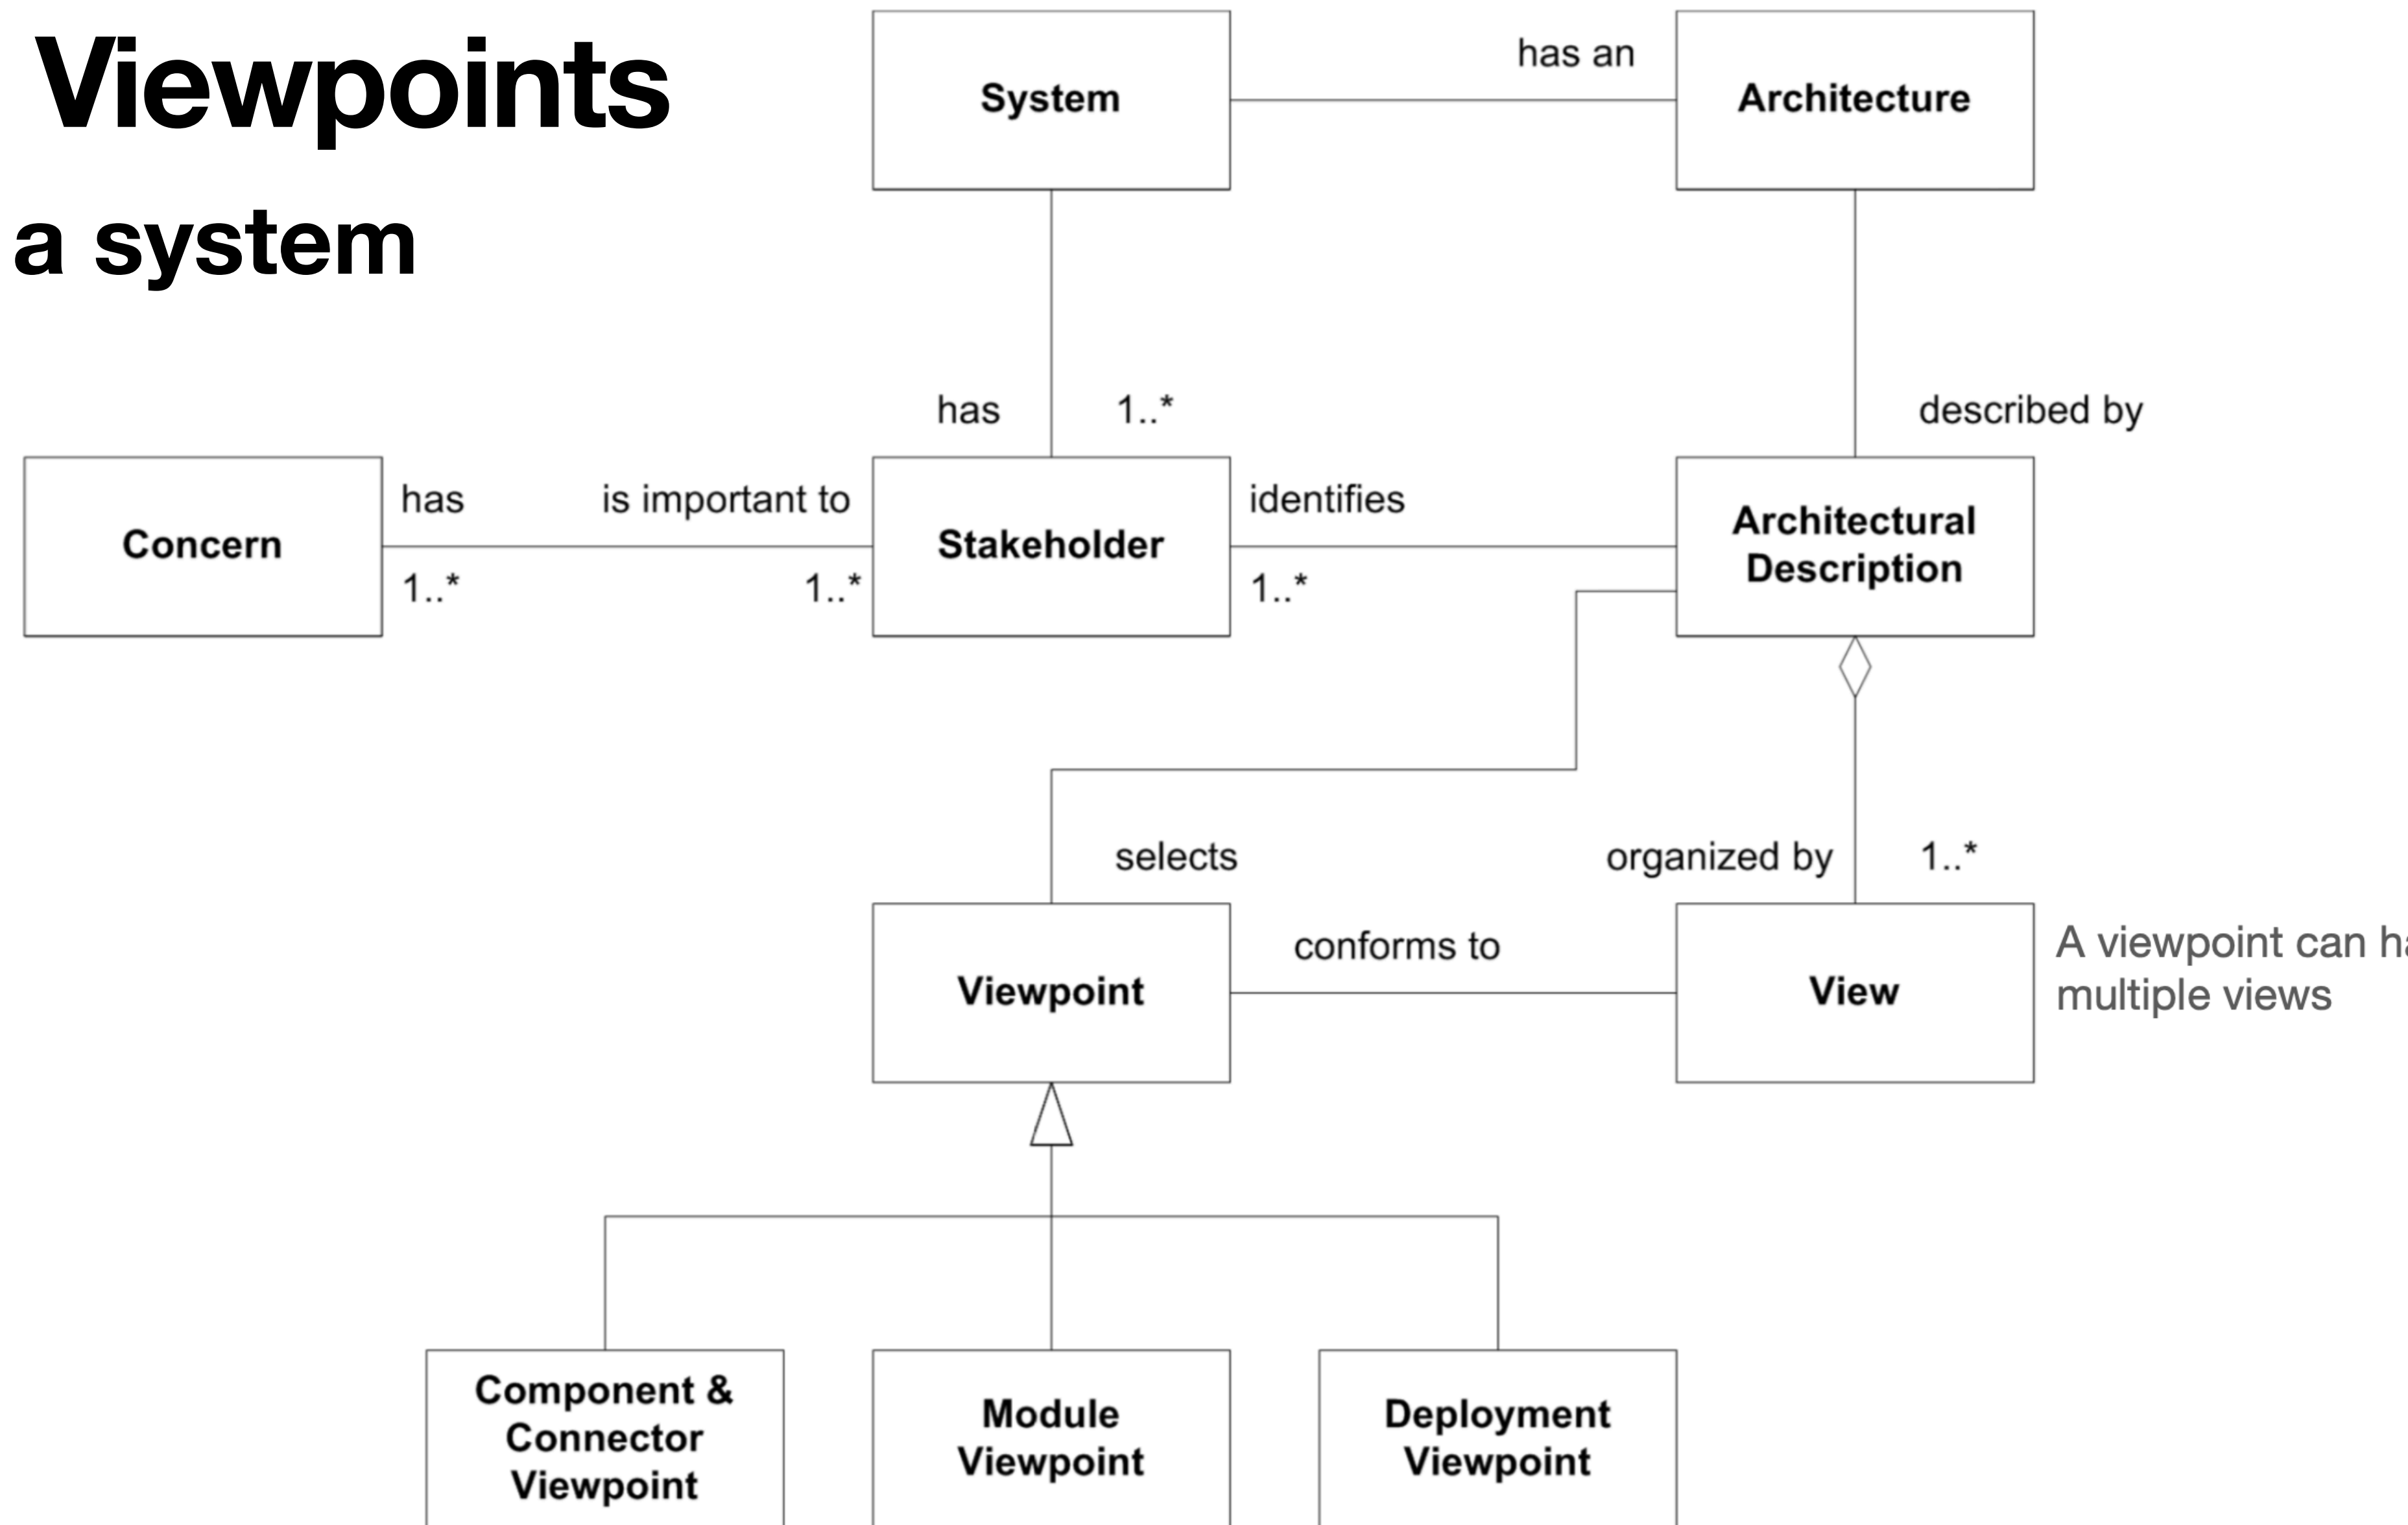 Viewpoints
a system
System
has an
Architecture
has
1..*
described by
Concern
has
is important to
1..*
1..*
Stakeholder
identifies
1..*
Architectural
Description
selects
organized by
1..*
Viewpoint
conforms to
View
A viewpoint can
multiple views
Component &
Connector
Viewpoint
Module
Viewpoint
Deployment
Viewpoint